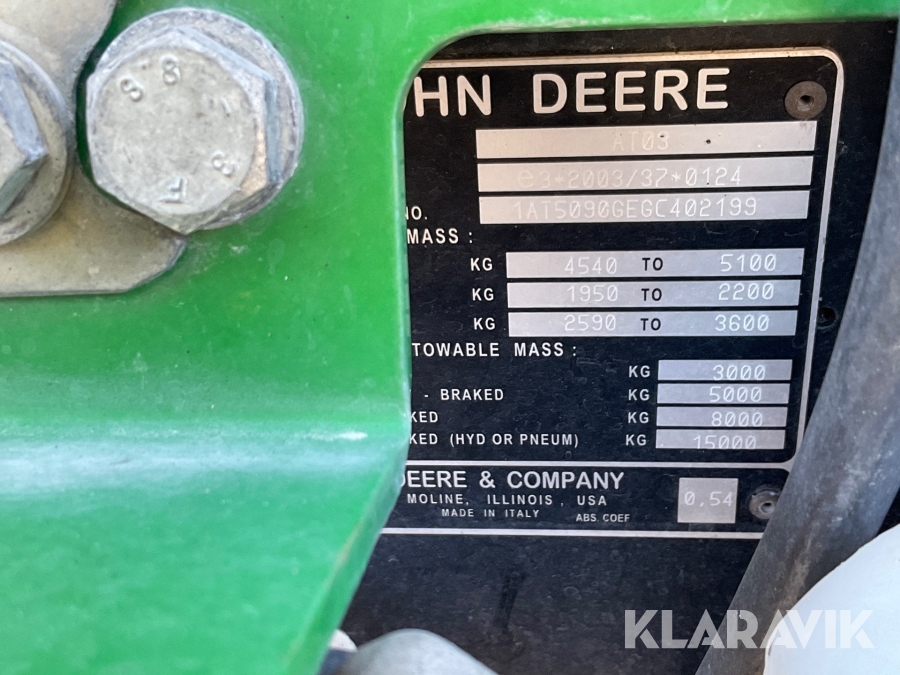 HN DEERE
AT03
e3*2003/37*0124
NO. 1AT5090GEGC402199
MASS :
KG 4540 TO 5100
KG 1950 TO 2200
KG 2590 TO 3600
TOWABLE MASS :
KG 3000
- BRAKED KG 5000
KED KG 8000
KED (HYD OR PNEUM) KG 15000
DEERE & COMPANY
MOLINE, ILLINOIS, USA
MADE IN ITALY ABS. COEF 0,54
8.8
KLARAVIK